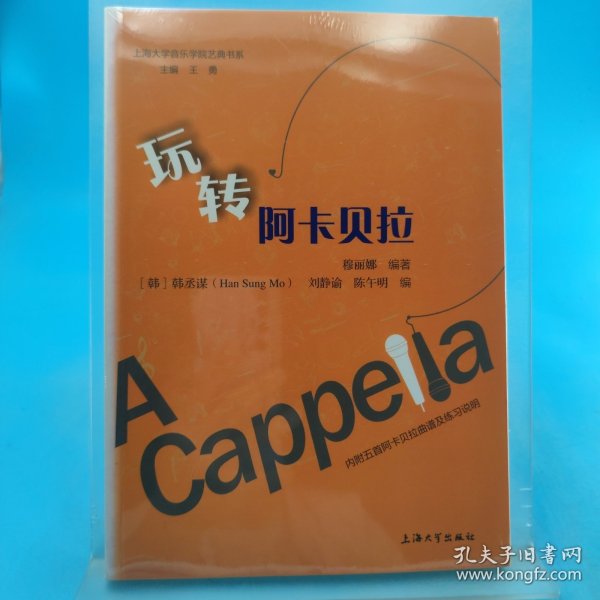 上海大学音乐学院艺典书系
主编 王勇
玩转
阿卡贝拉
穆丽娜 编著
[韩]韩丞谋(Han Sung Mo) 刘静谕 陈午明 编
A
Cappella
内附五首阿卡贝拉曲谱及练习说明
上海大学出版社
孔夫子旧书网
www.kongfz.com